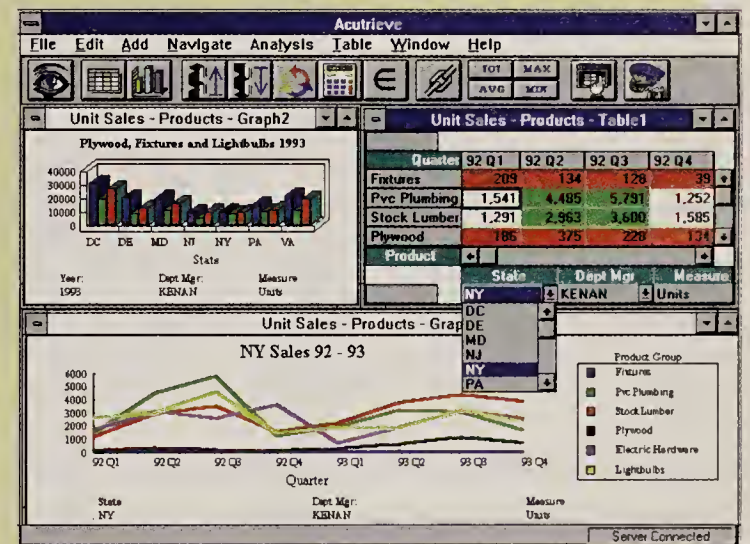 Acutrieve
File Edit Add Navigate Analysis Table Window Help
TOT MAX
AVG MIN
Unit Sales - Products - Graph2
Plywood, Fixtures and Lightbulbs 1993
40000
30000
20000
10000
0
DC DE MD NJ NY PA VA
State
Year: Dept Mgr: Measure
1993 KENAN Units
Unit Sales - Products - Table1
Quarter 92 Q1 92 Q2 92 Q3 92 Q4
Fixtures 209 134 128 39
Pvc Plumbing 1,541 4,485 5,791 1,252
Stock Lumber 1,291 2,963 3,600 1,585
Plywood 186 375 228 134
Product
State Dept Mgr Measure
NY KENAN Units
DC
DE
MD
NJ
NY
PA
Unit Sales - Products - Grap
NY Sales 92 - 93
6000
5000
4000
3000
2000
1000
0
92 Q1 92 Q2 92 Q3 92 Q4 93 Q1 93 Q2 93 Q3 93 Q4
Quarter
State Dept Mgr: Measure
NY KENAN Units
Product Group
Fixtures
Pvc Plumbing
Stock Lumber
Plywood
Electric Hardware
Lightbulbs
Server Connected